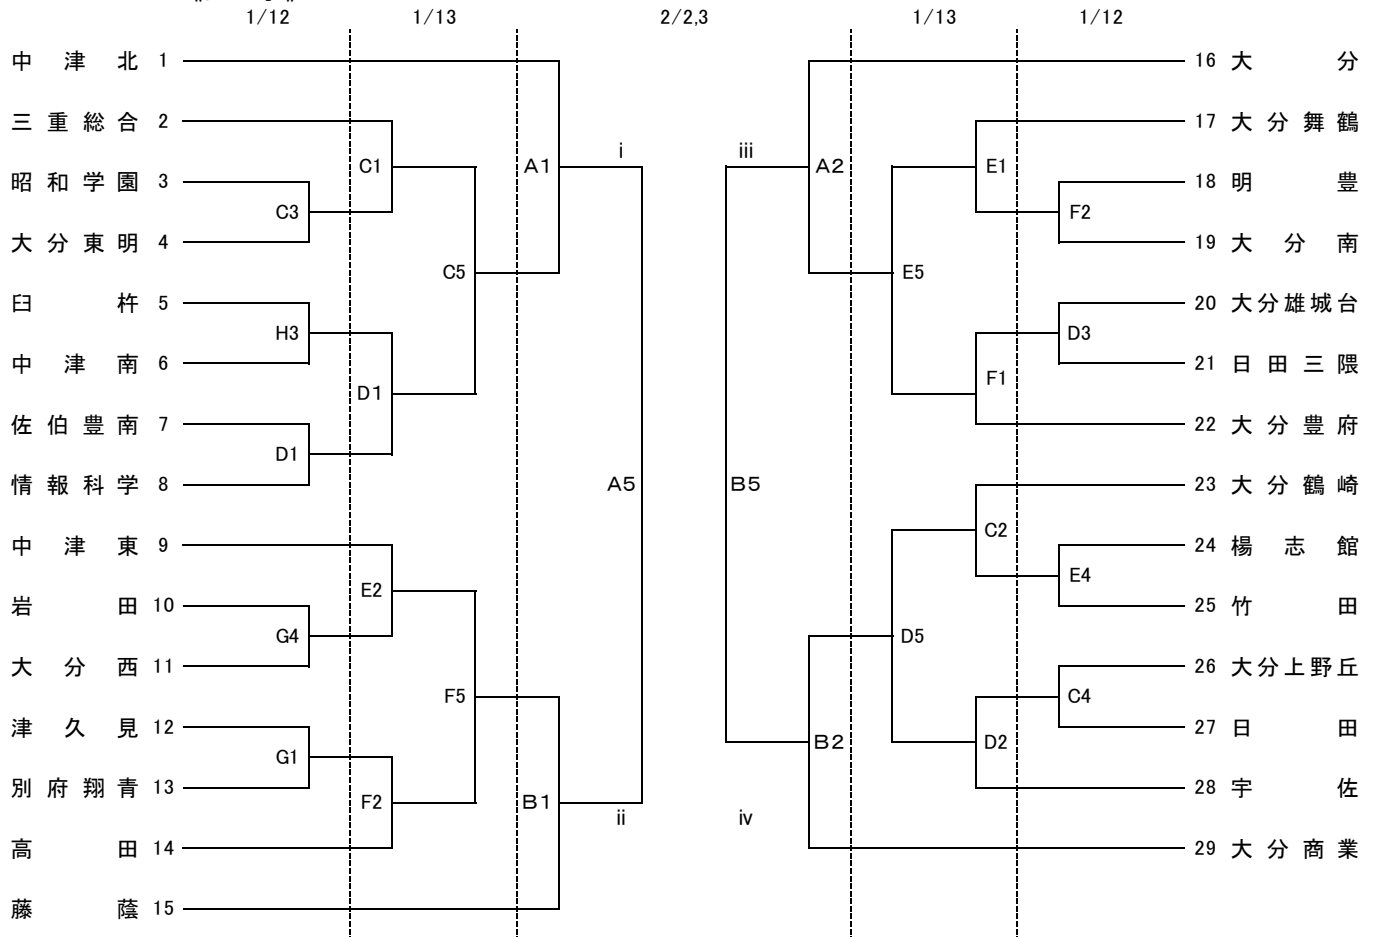 1/12 1/13 2/2,3 1/13 1/12
中津北 1 16 大分
三重総合 2 17 大分舞鶴
i iii
C1 A1 A2 E1
昭和学園 3 18 明豊
C3 F2
大分東明 4 19 大分南
C5 E5
臼杵 5 20 大分雄城台
H3 D3
中津南 6 21 日田三隈
D1 F1
佐伯豊南 7 22 大分豊府
D1
情報科学 8 A5 B5 23 大分鶴崎
C2
中津東 9 24 楊志館
E2 E4
岩田 10 25 竹田
G4 D5
大分西 11 26 大分上野丘
F5 C4
津久見 12 27 日田
G1 B2 D2
別府翔青 13 28 宇佐
F2 B1
ii iv
高田 14 29 大分商業
藤蔭 15